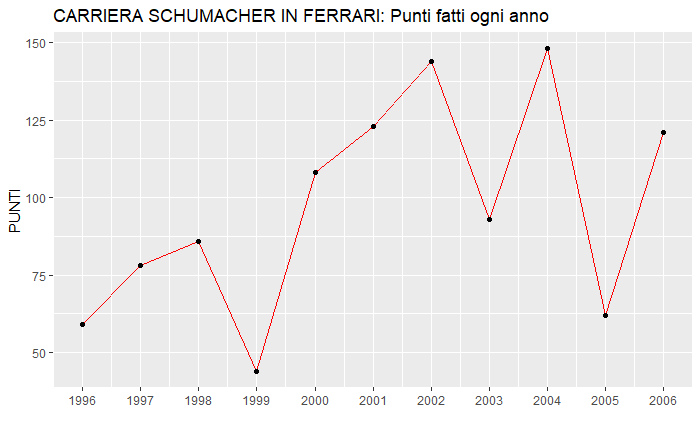 CARRIERA SCHUMACHER IN FERRARI: Punti fatti ogni anno
150
125
100
75
50
PUNTI
1996 1997 1998 1999 2000 2001 2002 2003 2004 2005 2006